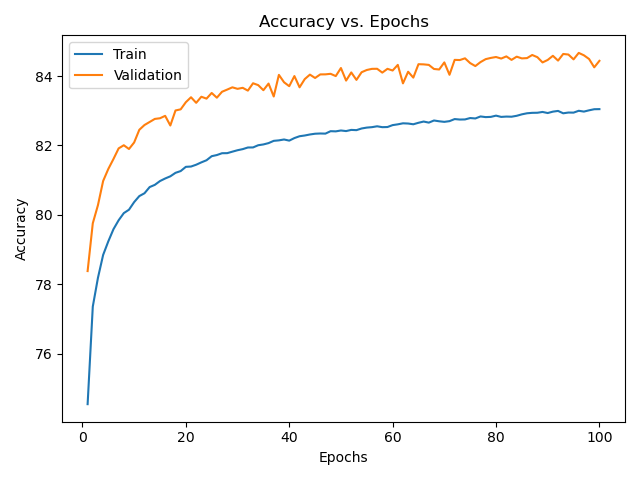 Accuracy vs. Epochs
Train
Validation
84
82
80
78
76
Accuracy
0 20 40 60 80 100
Epochs